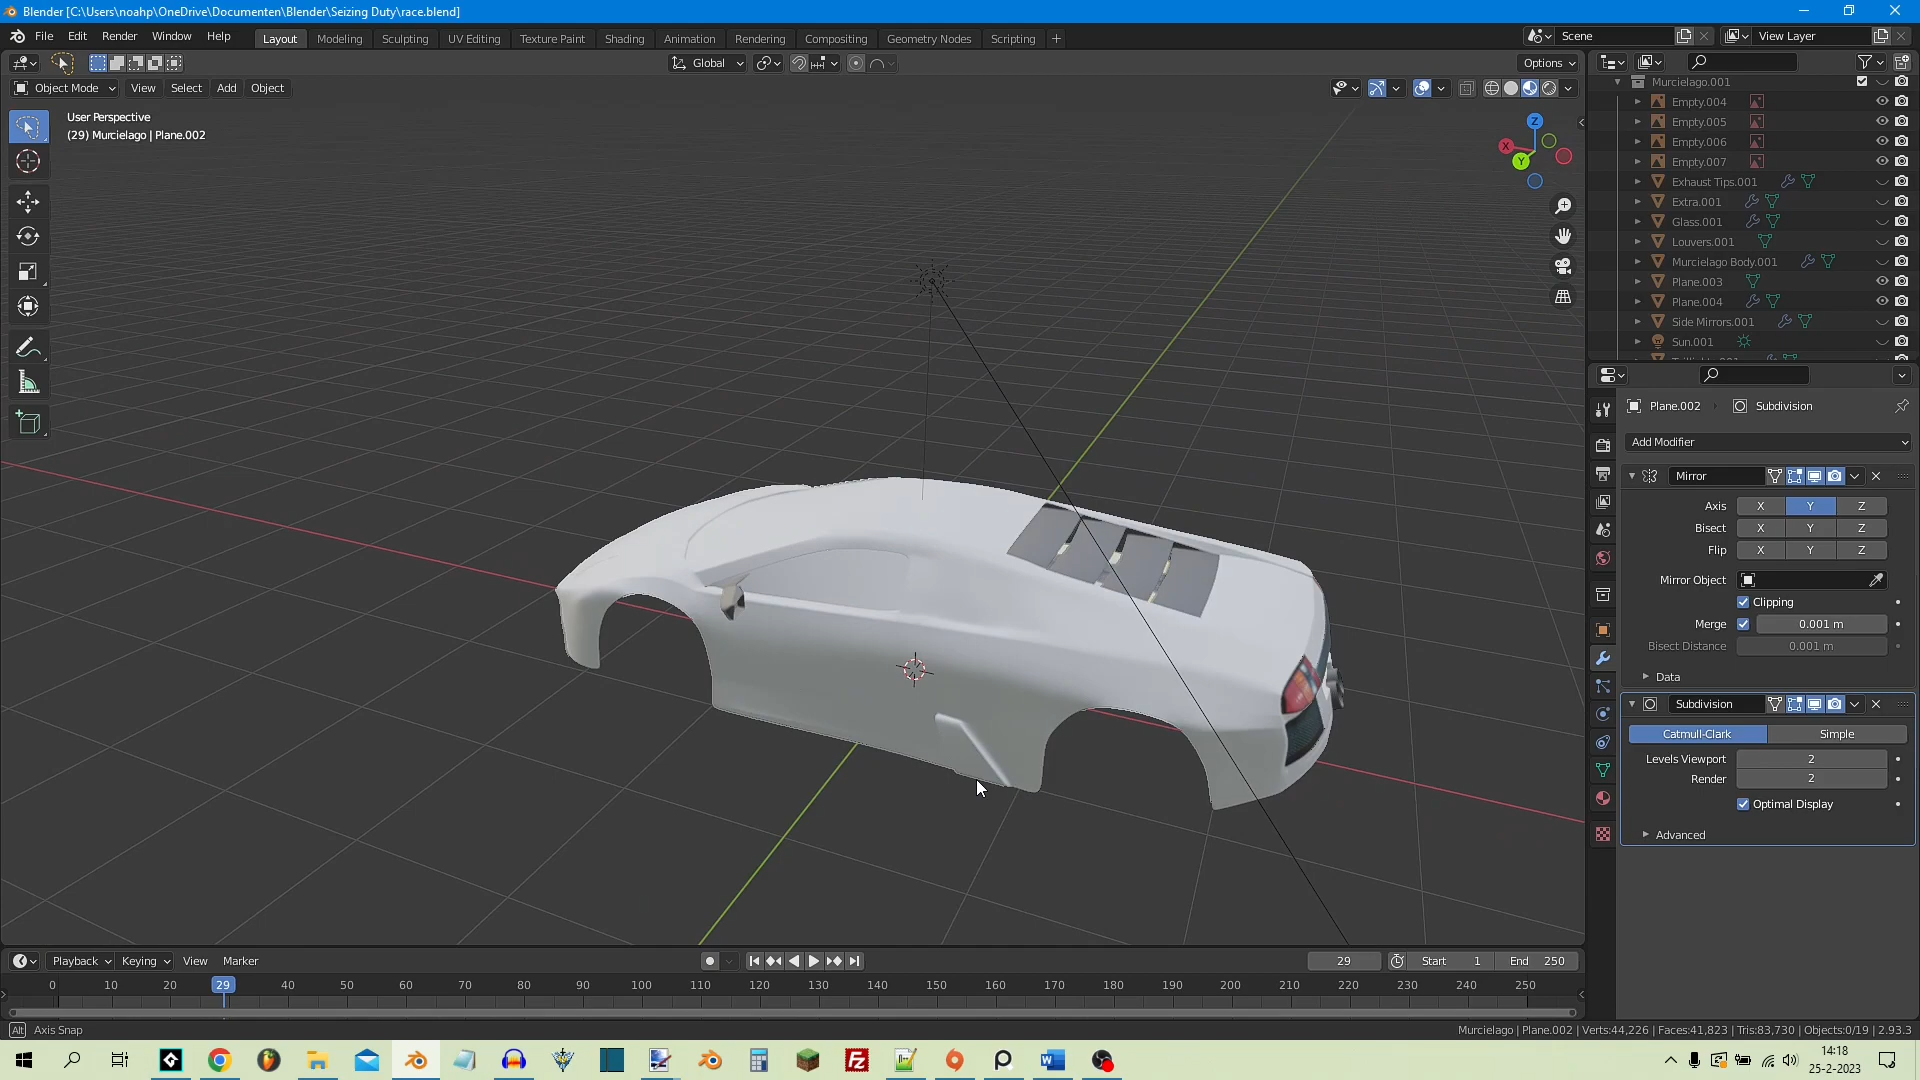 Blender [C:\Users\noahp\OneDrive\Documenten\Blender\Seizing Duty\race.blend]
File Edit Render Window Help Layout Modeling Sculpting UV Editing Texture Paint Shading Animation Rendering Compositing Geometry Nodes Scripting + Scene View Layer
Global Options
Object Mode View Select Add Object
User Perspective
(29) Murcielago | Plane.002
Z
X
Y
Murcielago.001
Empty.004
Empty.005
Empty.006
Empty.007
Exhaust Tips.001
Extra.001
Glass.001
Louvers.001
Murcielago Body.001
Plane.003
Plane.004
Side Mirrors.001
Sun.001
Plane.002 Subdivision
Add Modifier
Mirror
Axis X Y Z
Bisect X Y Z
Flip X Y Z
Mirror Object
Clipping
Merge 0.001 m
Bisect Distance 0.001 m
Data
Subdivision
Catmull-Clark Simple
Levels Viewport 2
Render 2
Optimal Display
Advanced
Playback Keying View Marker 29 Start 1 End 250
0 10 20 29 40 50 60 70 80 90 100 110 120 130 140 150 160 170 180 190 200 210 220 230 240 250
Alt Axis Snap Murcielago | Plane.002 | Verts:44,226 | Faces:41,823 | Tris:83,730 | Objects:0/19 | 2.93.3
14:18
25-2-2023